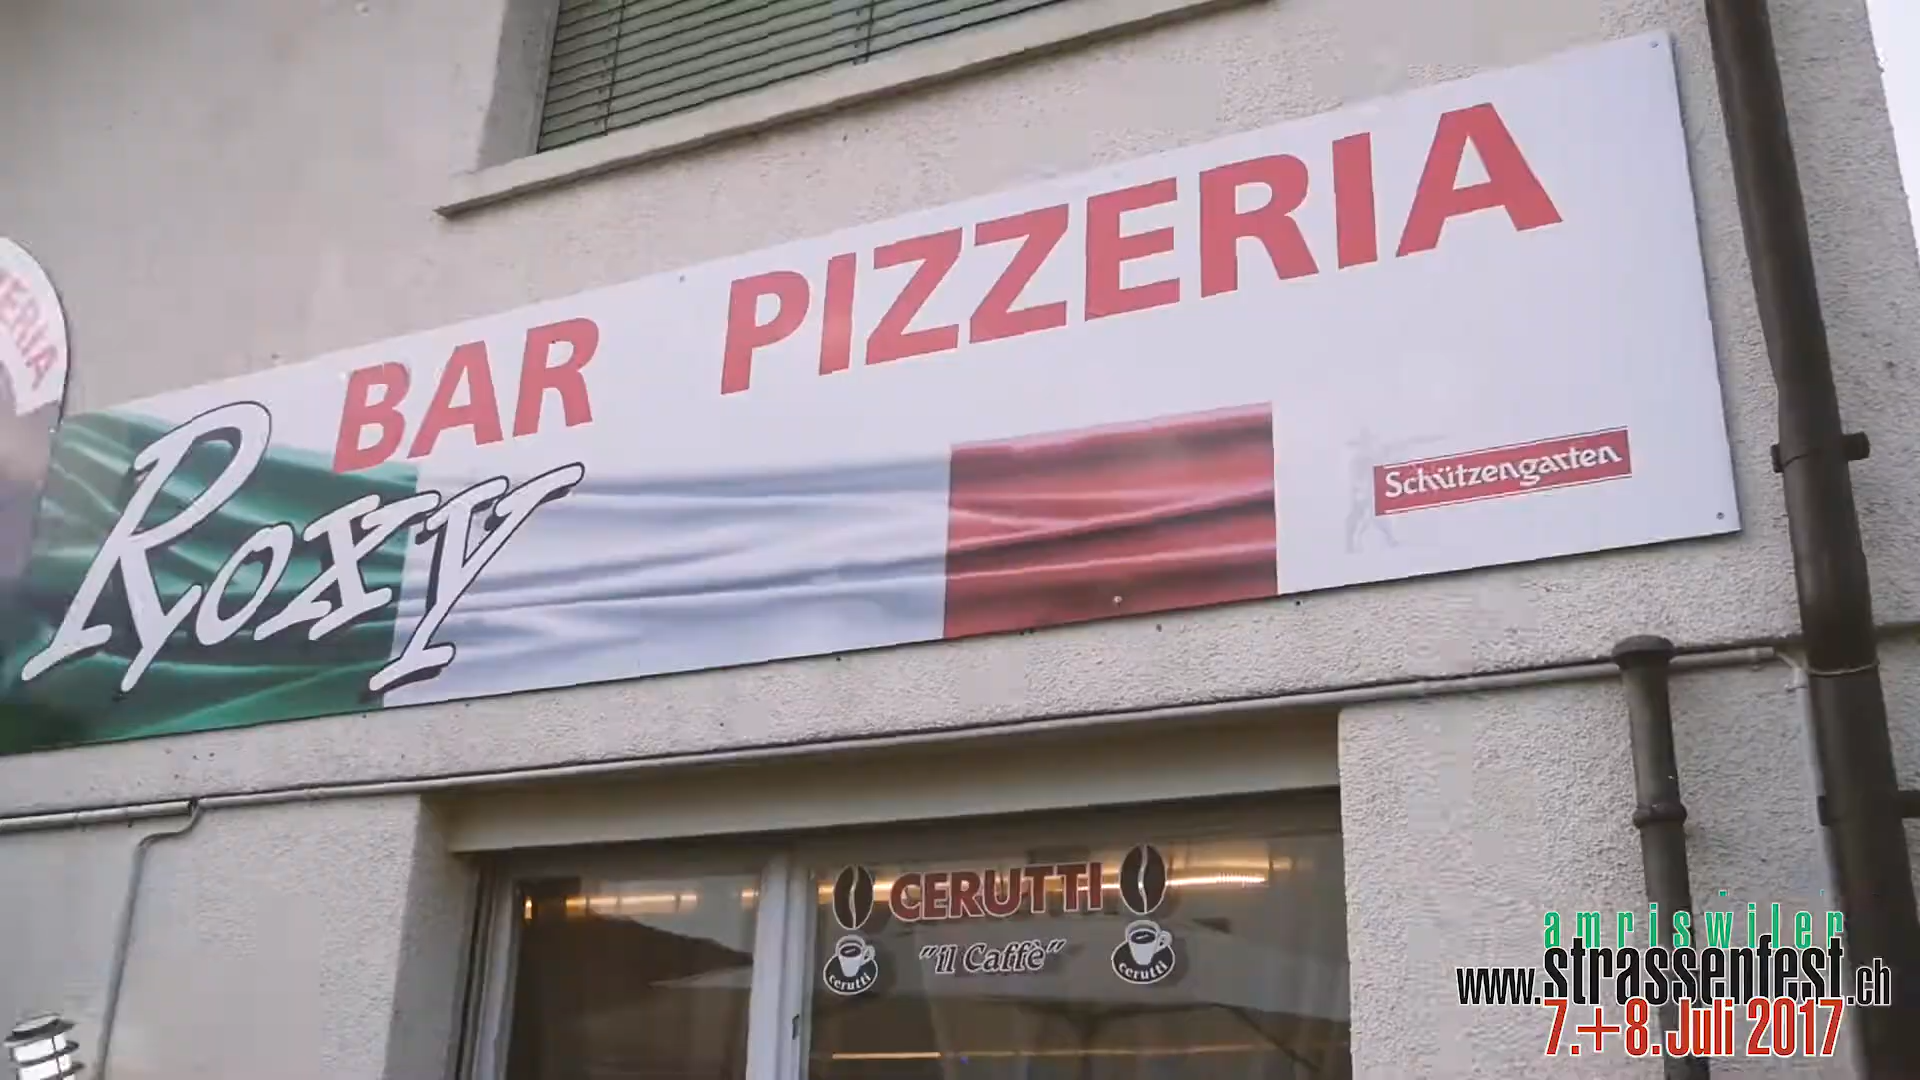 BAR PIZZERIA
Roxy
Schützengarten
CERUTTI
"il Caffè"
cerutti
cerutti
amriswiler
www.strassenfest.ch
7.+8. Juli 2017